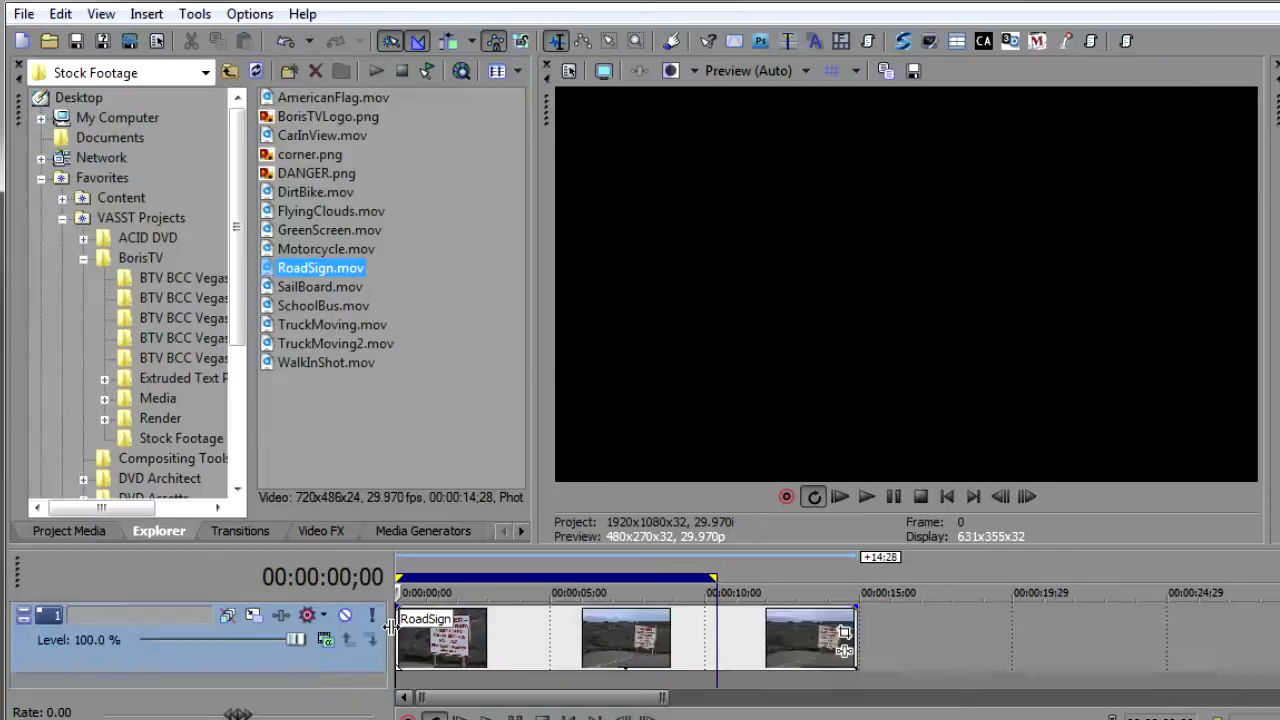 File Edit View Insert Tools Options Help
Stock Footage
Preview (Auto)
Desktop
My Computer
Documents
Network
Favorites
Content
VASST Projects
ACID DVD
BorisTV
BTV BCC Vegas
BTV BCC Vegas
BTV BCC Vegas
BTV BCC Vegas
BTV BCC Vegas
Extruded Text P
Media
Render
Stock Footage
Compositing Tool
DVD Architect
AmericanFlag.mov
BorisTVLogo.png
CarInView.mov
corner.png
DANGER.png
DirtBike.mov
FlyingClouds.mov
GreenScreen.mov
Motorcycle.mov
RoadSign.mov
SailBoard.mov
SchoolBus.mov
TruckMoving.mov
TruckMoving2.mov
WalkInShot.mov
Video: 720x486x24, 29.970 fps, 00:00:14;28, Phot
Project Media Explorer Transitions Video FX Media Generators
Project: 1920x1080x32, 29.970i
Preview: 480x270x32, 29.970p
Frame: 0
Display: 631x355x32
+14:28
00:00:00;00
0:00:00:00 00:00:05;00 00:00:10;00 00:00:15;00 00:00:19;29 00:00:24;29
1
RoadSign
Level: 100.0 %
Rate: 0.00